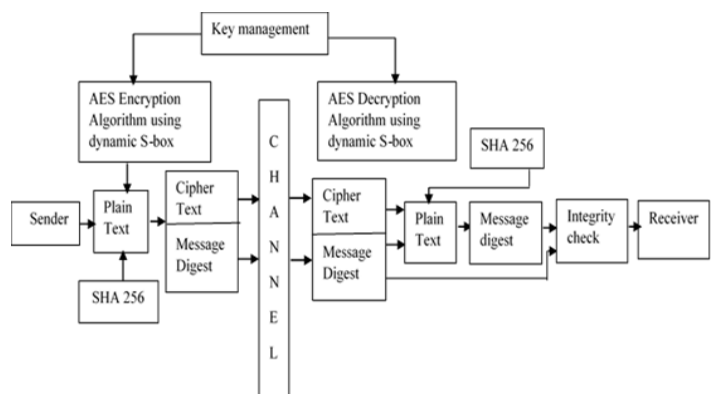 Key management
AES Encryption
Algorithm using
dynamic S-box
AES Decryption
Algorithm using
dynamic S-box
SHA 256
Sender
Plain
Text
SHA 256
Cipher
Text
Message
Digest
C
H
A
N
N
E
L
Cipher
Text
Message
Digest
Plain
Text
Message
digest
Integrity
check
Receiver